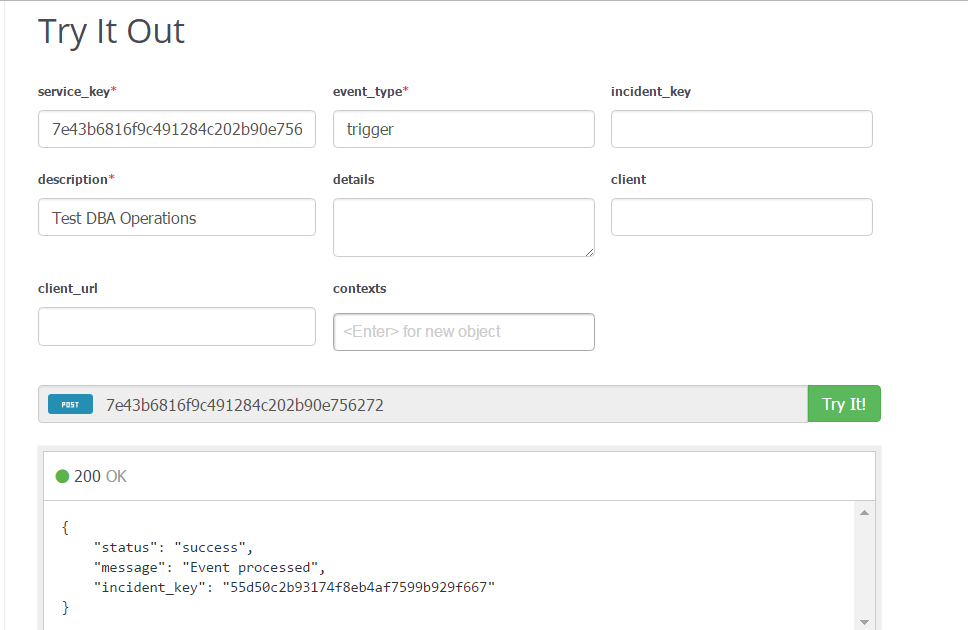 Try It Out
service_key* event_type* incident_key
7e43b6816f9c491284c202b90e756 trigger
description* details client
Test DBA Operations
client_url contexts
<Enter> for new object
POST 7e43b6816f9c491284c202b90e756272 Try It!
200 OK
{
"status": "success",
"message": "Event processed",
"incident_key": "55d50c2b93174f8eb4af7599b929f667"
}